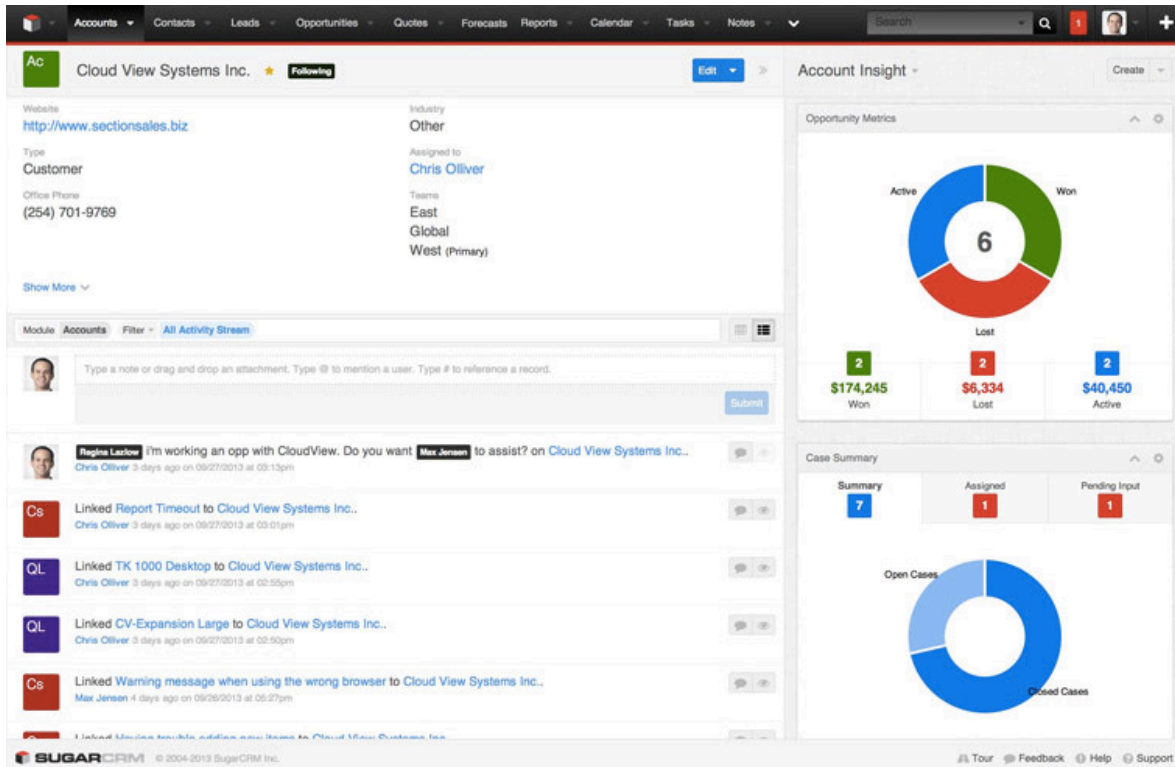 Accounts Contacts Leads Opportunities Quotes Forecasts Reports Calendar Tasks Notes Search 1
Ac
Cloud View Systems Inc. Following Edit
Website
http://www.sectionsales.biz
Type
Customer
Office Phone
(254) 701-9769
Industry
Other
Assigned to
Chris Olliver
Teams
East
Global
West (Primary)
Show More
Module Accounts Filter All Activity Stream
Type a note or drag and drop an attachment. Type @ to mention a user. Type # to reference a record.
Submit
Regina Lazlow i'm working an opp with CloudView. Do you want Max Jensen to assist? on Cloud View Systems Inc..
Chris Olliver 3 days ago on 09/27/2013 at 03:13pm
Cs
Linked Report Timeout to Cloud View Systems Inc..
Chris Olliver 3 days ago on 09/27/2013 at 03:01pm
QL
Linked TK 1000 Desktop to Cloud View Systems Inc..
Chris Olliver 3 days ago on 09/27/2013 at 02:55pm
QL
Linked CV-Expansion Large to Cloud View Systems Inc..
Chris Olliver 3 days ago on 09/27/2013 at 02:50pm
Cs
Linked Warning message when using the wrong browser to Cloud View Systems Inc..
Max Jensen 4 days ago on 09/26/2013 at 05:27pm
Linked Having trouble adding new items to Cloud View Systems Inc..
Account Insight Create
Opportunity Metrics
Active
Won
6
Lost
2 2 2
$174,245 $6,334 $40,450
Won Lost Active
Case Summary
Summary Assigned Pending Input
7 1 1
Open Cases
Closed Cases
SUGARCRM © 2004-2013 SugarCRM Inc. Tour Feedback Help Support